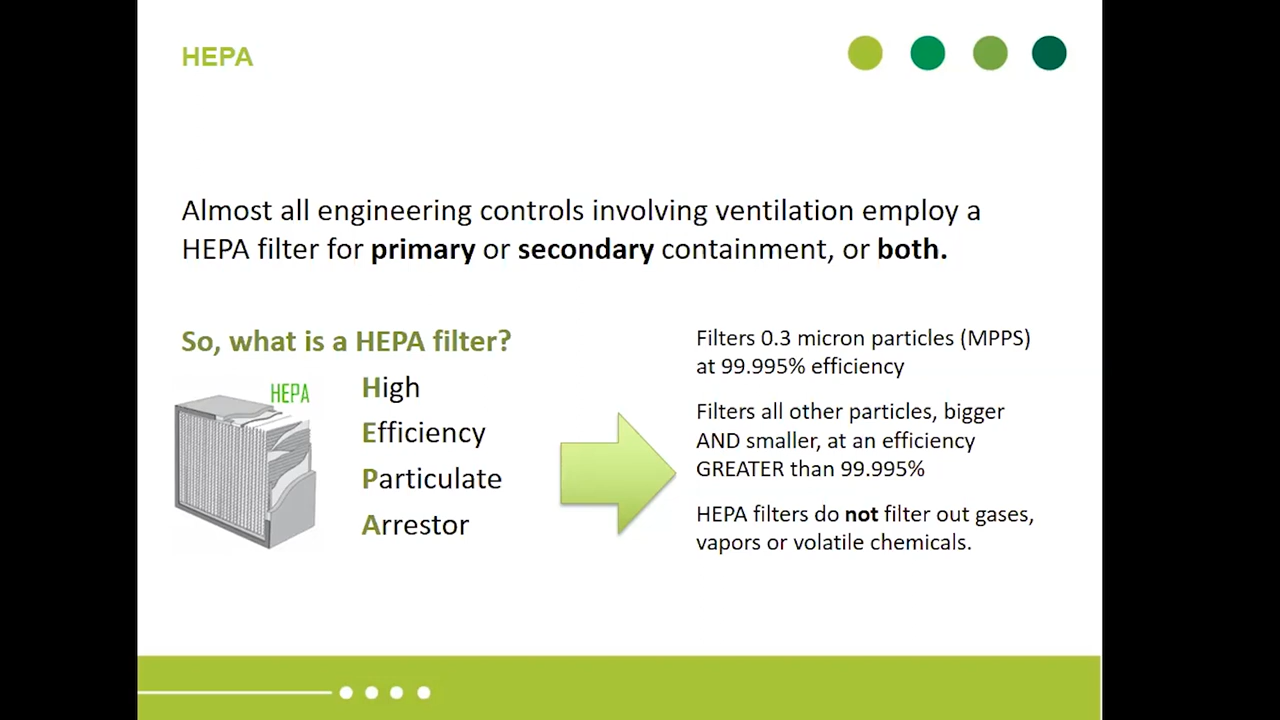 HEPA
Almost all engineering controls involving ventilation employ a
HEPA filter for primary or secondary containment, or both.
So, what is a HEPA filter?
HEPA
High
Efficiency
Particulate
Arrestor
Filters 0.3 micron particles (MPPS)
at 99.995% efficiency
Filters all other particles, bigger
AND smaller, at an efficiency
GREATER than 99.995%
HEPA filters do not filter out gases,
vapors or volatile chemicals.